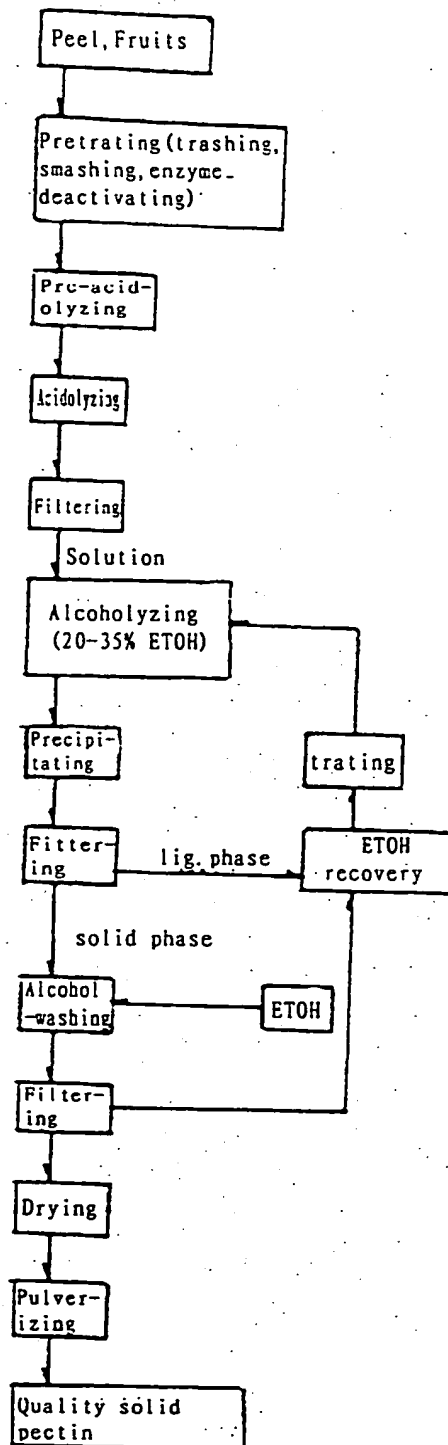 Peel, Fruits
Pretrating (trashing,
smashing, enzyme-
deactivating)
Pre-acid-
olyzing
Acidolyzing
Filtering
Solution
Alcoholyzing
(20-35% ETOH)
Precipi-
tating
trating
Fitter-
ing
lig. phase
ETOH
recovery
solid phase
Alcohol
-washing
ETOH
Filter-
ing
Drying
Pulver-
izing
Quality solid
pectin